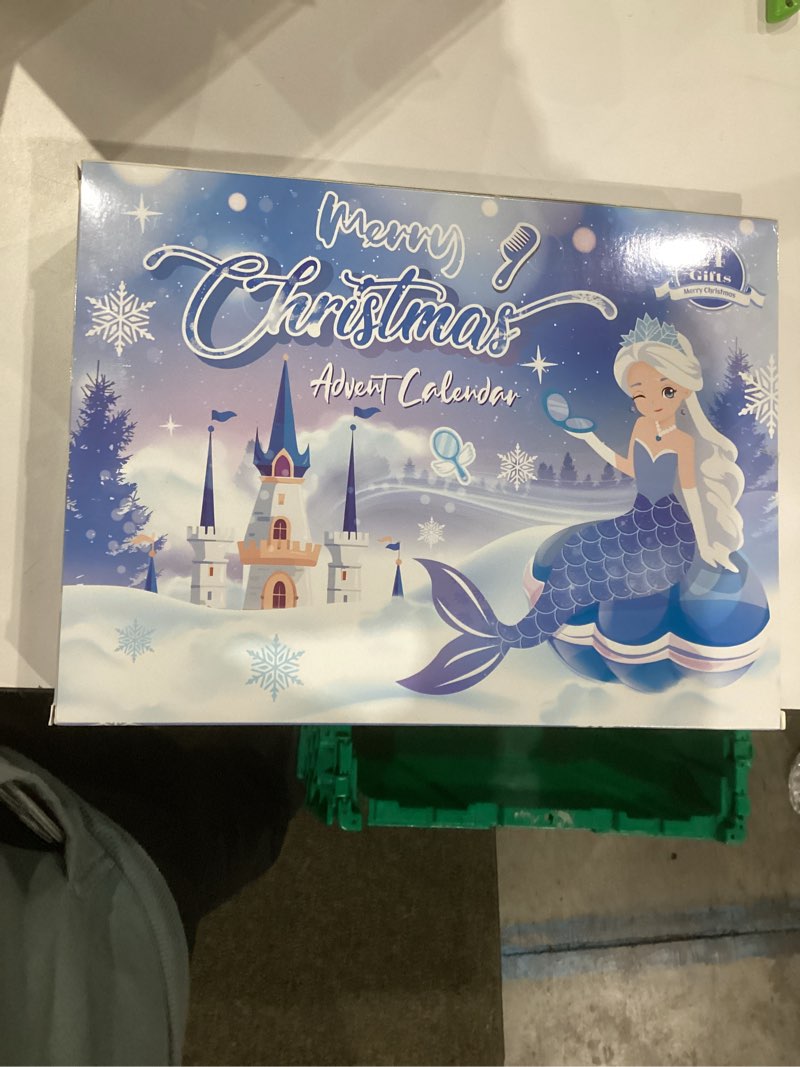 Merry
Christmas
Advent Calendar
Gifts
Merry Christmas